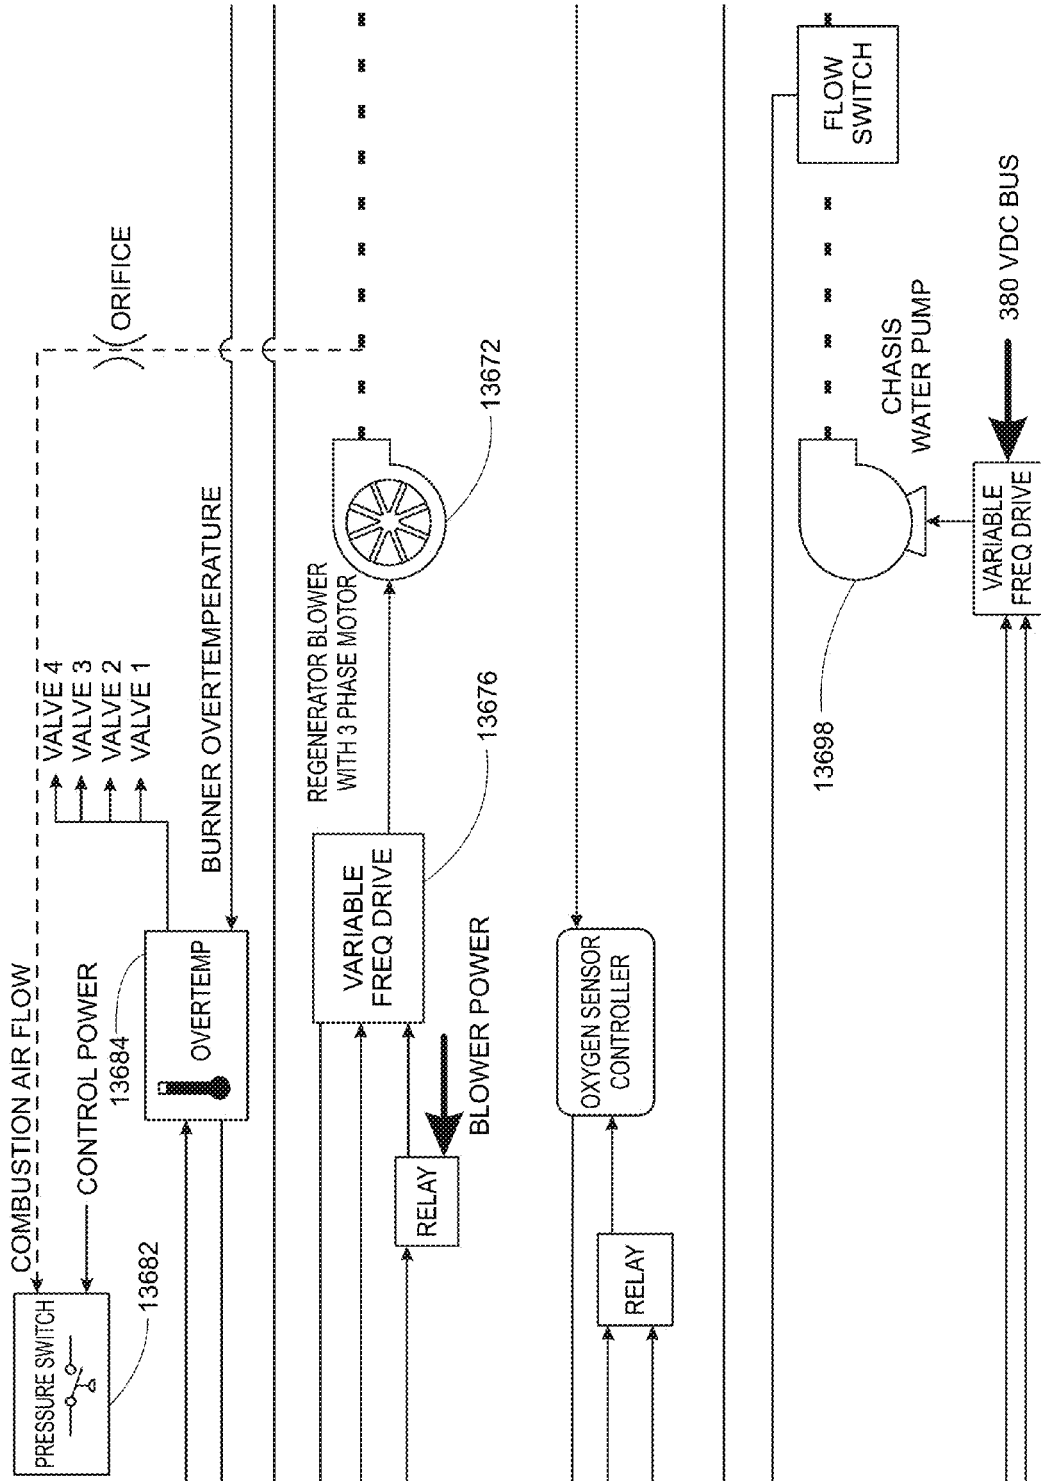 PRESSURE SWITCH
13682
COMBUSTION AIR FLOW
CONTROL POWER
13684
OVERTEMP
VALVE 4
VALVE 3
VALVE 2
VALVE 1
BURNER OVERTEMPERATURE
ORIFICE
RELAY
BLOWER POWER
VARIABLE
FREQ DRIVE
13676
REGENERATOR BLOWER
WITH 3 PHASE MOTOR
13672
RELAY
OXYGEN SENSOR
CONTROLLER
13698
CHASIS
WATER PUMP
FLOW
SWITCH
VARIABLE
FREQ DRIVE
380 VDC BUS